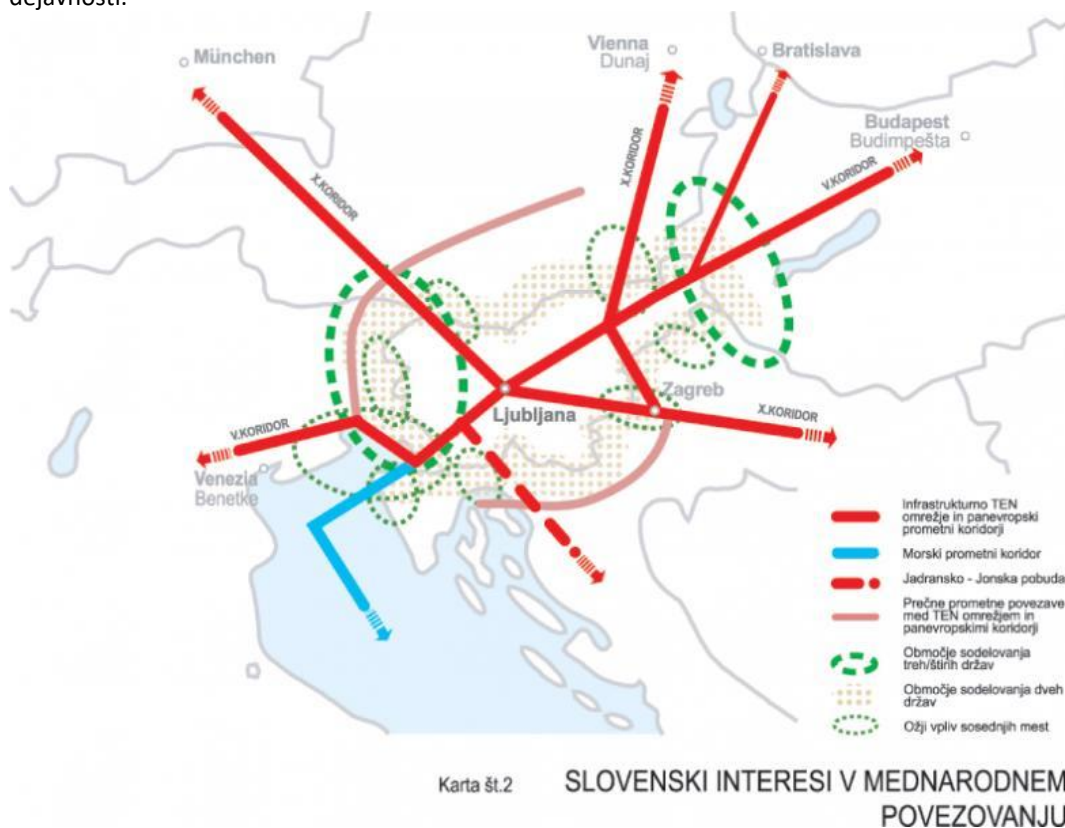 dejavnosti.
München
Vienna
Dunaj
Bratislava
Budapest
Budimpešta
X.KORIDOR
X.KORIDOR
V.KORIDOR
Ljubljana
Zagreb
X.KORIDOR
V.KORIDOR
Venezia
Benetke
Infrastrukturno TEN
omrežje in panevropski
prometni koridorji
Morski prometni koridor
Jadransko - Jonska pobuda
Prečne prometne povezave
med TEN omrežjem in
panevropskimi koridorji
Območje sodelovanja
treh/štirih držav
Območje sodelovanja dveh
držav
Ožji vpliv sosednjih mest
Karta št.2
SLOVENSKI INTERESI V MEDNARODNEM
POVEZOVANJU